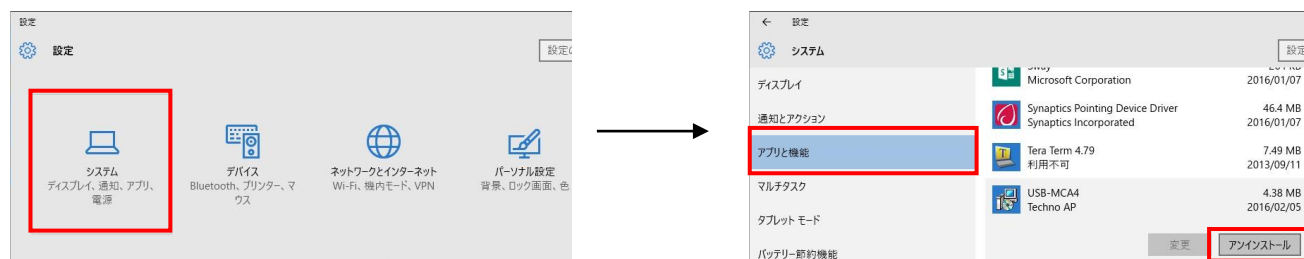 設定
設定
設定
システム
ディスプレイ、通知、アプリ、
電源
デバイス
Bluetooth、プリンター、マ
ウス
ネットワークとインターネット
Wi-Fi、機内モード、VPN
パーソナル設定
背景、ロック画面、色
← 設定
システム
設定
ディスプレイ
通知とアクション
アプリと機能
マルチタスク
タブレット モード
バッテリー節約機能
Microsoft Corporation 2016/01/07
Synaptics Pointing Device Driver 46.4 MB
Synaptics Incorporated 2016/01/07
Tera Term 4.79 7.49 MB
利用不可 2013/09/11
USB-MCA4 4.38 MB
Techno AP 2016/02/05
変更 アンインストール